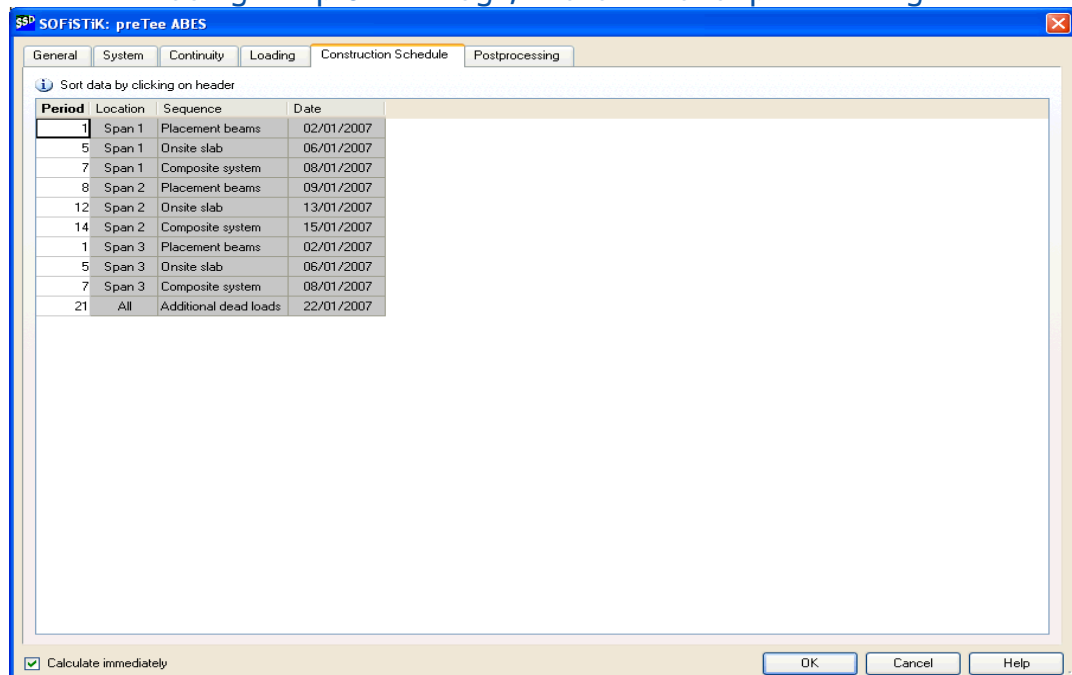 SSD SOFiSTiK: preTee ABES
General System Continuity Loading Construction Schedule Postprocessing
Sort data by clicking on header
Period Location Sequence Date
1 Span 1 Placement beams 02/01/2007
5 Span 1 Onsite slab 06/01/2007
7 Span 1 Composite system 08/01/2007
8 Span 2 Placement beams 09/01/2007
12 Span 2 Onsite slab 13/01/2007
14 Span 2 Composite system 15/01/2007
1 Span 3 Placement beams 02/01/2007
5 Span 3 Onsite slab 06/01/2007
7 Span 3 Composite system 08/01/2007
21 All Additional dead loads 22/01/2007
Calculate immediately OK Cancel Help